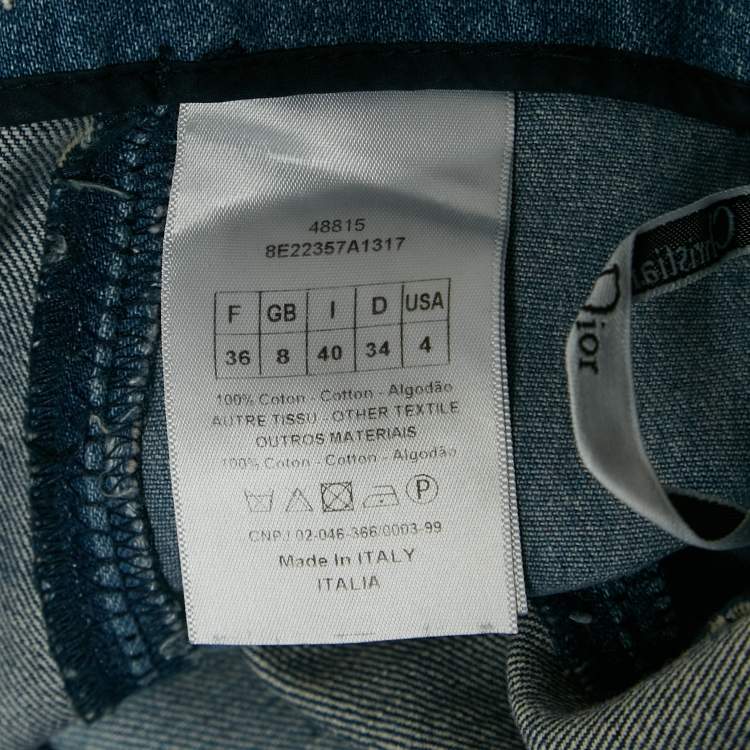 48815
8E22357A1317
F GB I D USA
36 8 40 34 4
100% Coton - Cotton - Algodão
AUTRE TISSU - OTHER TEXTILE
OUTROS MATERIAIS
100% Coton - Cotton - Algodão
P
CNPJ 02-046-366/0003-99
Made In ITALY
ITALIA
Christian
Dior